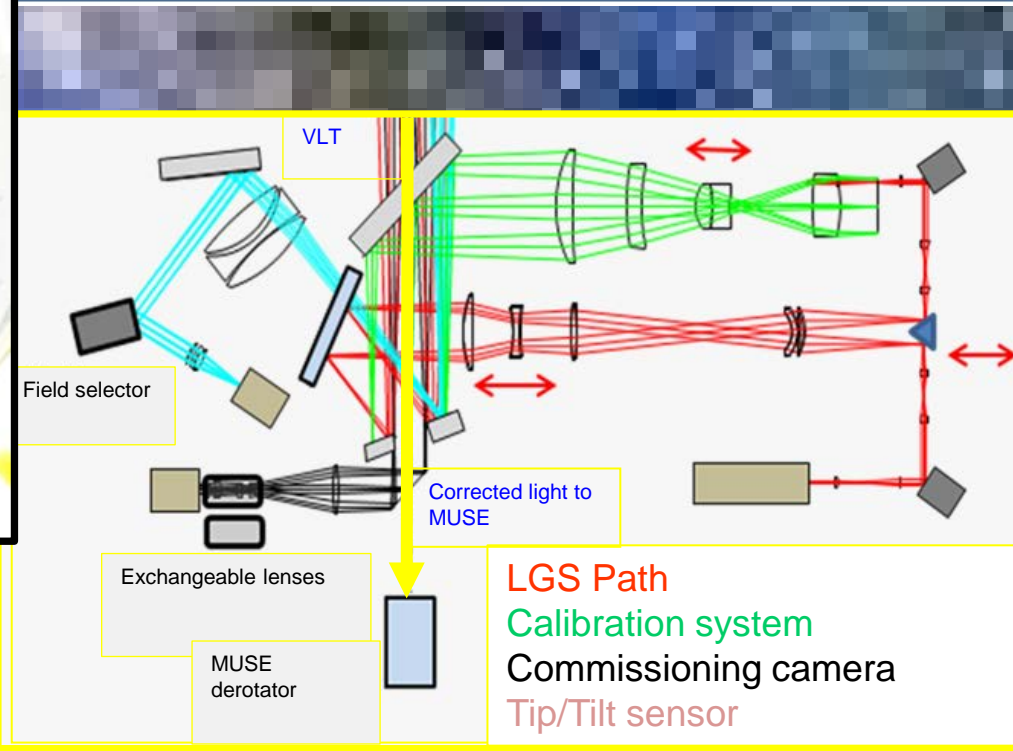 VLT
Field selector
Corrected light to
MUSE
Exchangeable lenses
MUSE
derotator
LGS Path
Calibration system
Commissioning camera
Tip/Tilt sensor